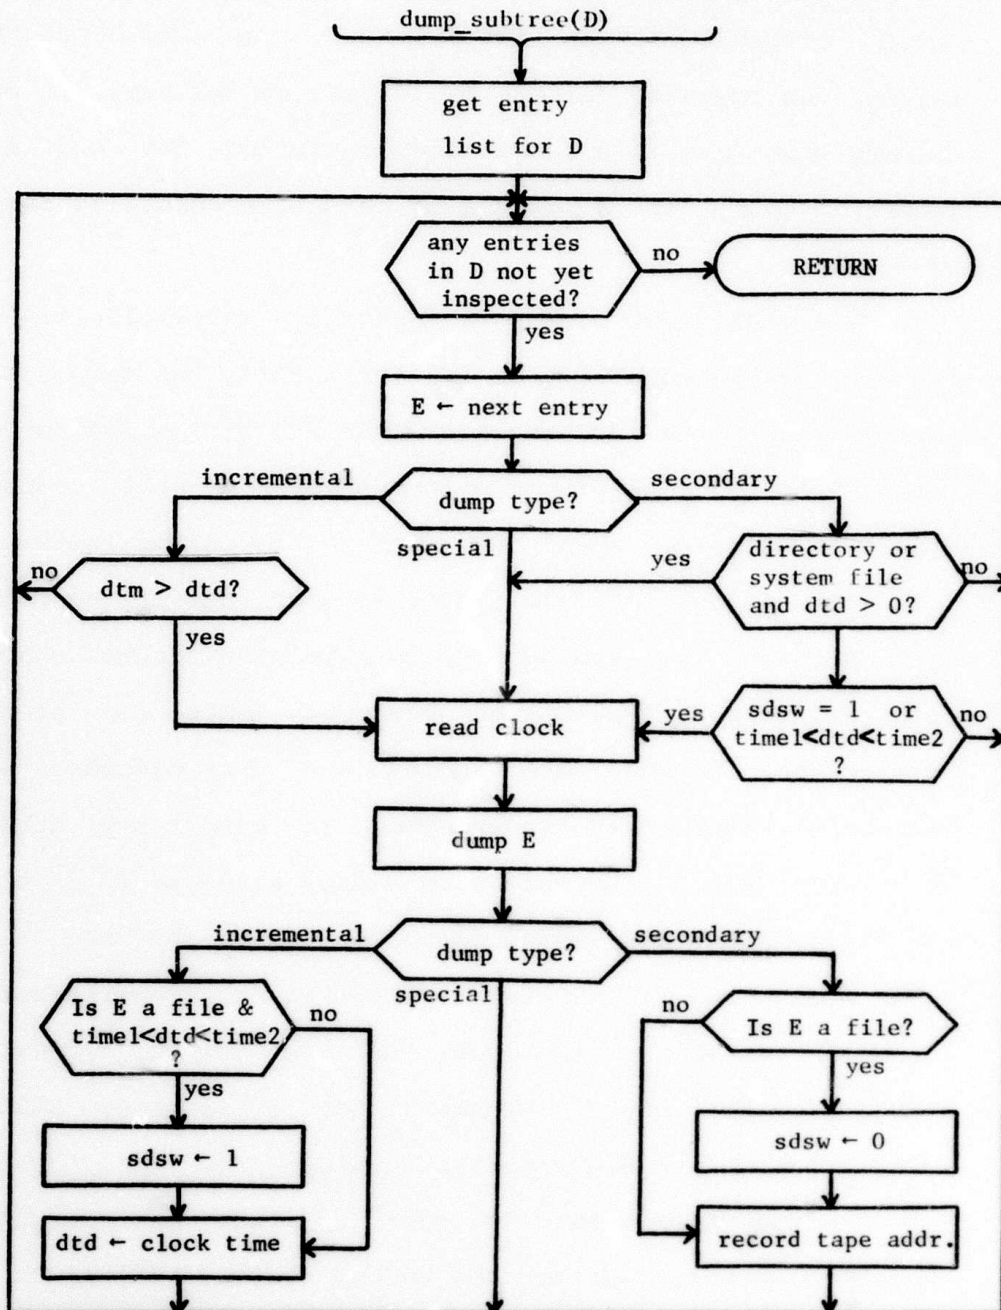 dump_subtree(D)
get entry
list for D
any entries
in D not yet
inspected?
no
RETURN
yes
E ← next entry
incremental
dump type?
secondary
special
no
dtm > dtd?
yes
yes
directory or
system file
and dtd > 0?
no
read clock
yes
sdsw = 1 or
time1<dtd<time2
?
no
dump E
incremental
dump type?
secondary
special
Is E a file &
time1<dtd<time2
?
no
yes
no
Is E a file?
yes
sdsw ← 1
sdsw ← 0
dtd ← clock time
record tape addr.